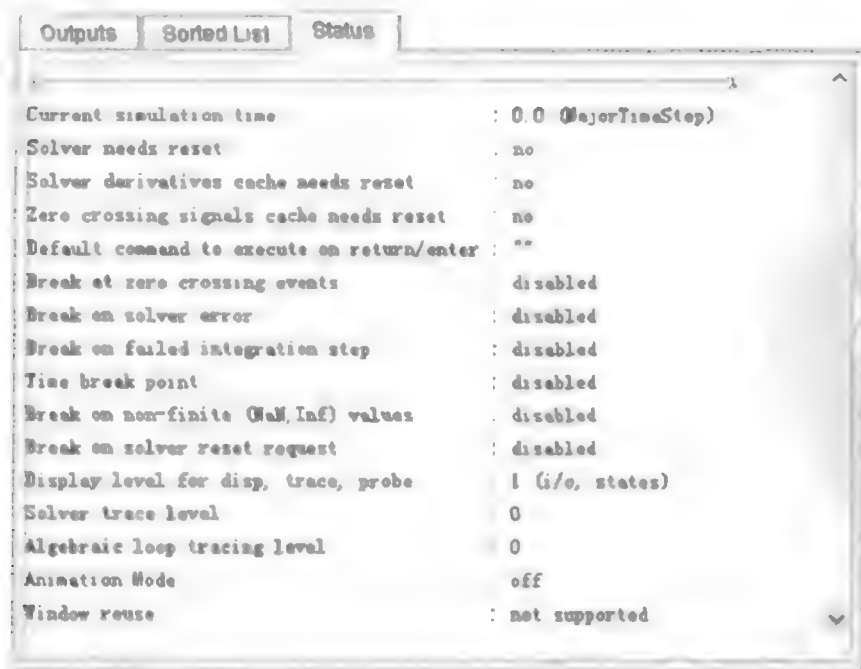 Outputs Sorted List Status
Current simulation time : 0.0 (MajorTimeStep)
Solver needs reset : no
Solver derivatives cache needs reset : no
Zero crossing signals cache needs reset : no
Default command to execute on return/enter : ""
Break at zero crossing events disabled
Break on solver error : disabled
Break on failed integration step : disabled
Time break point : disabled
Break on non-finite (NaN,Inf) values . disabled
Break on solver reset request : disabled
Display level for disp, trace, probe : 1 (i/o, states)
Solver trace level : 0
Algebraic loop tracing level : 0
Animation Mode off
Window reuse : not supported